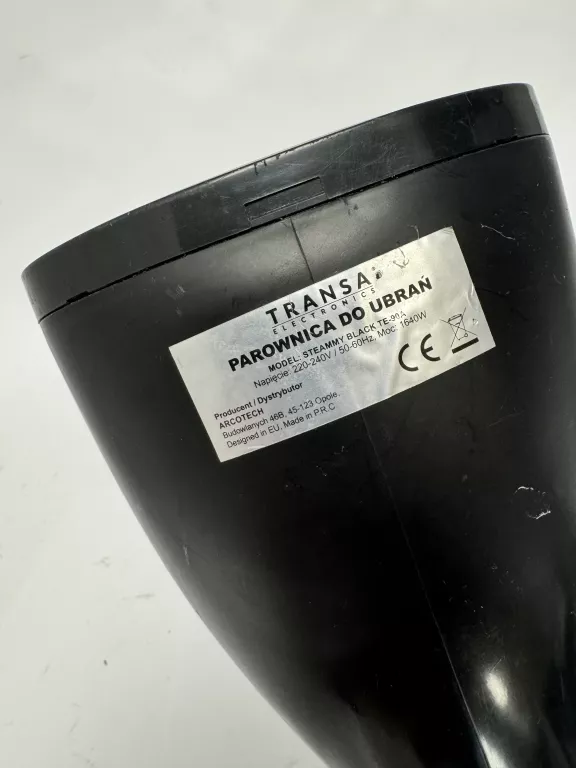 TRANSA
ELECTRONICS
PAROWNICA DO UBRAŃ
MODEL: STEAMMY BLACK TE-99A
Napięcie: 220-240V / 50-60Hz, Moc: 1640W
Producent / Dystrybutor
ARCOTECH
Budowlanych 46B, 45-123 Opole.
Designed in EU. Made in P.R.C
CE